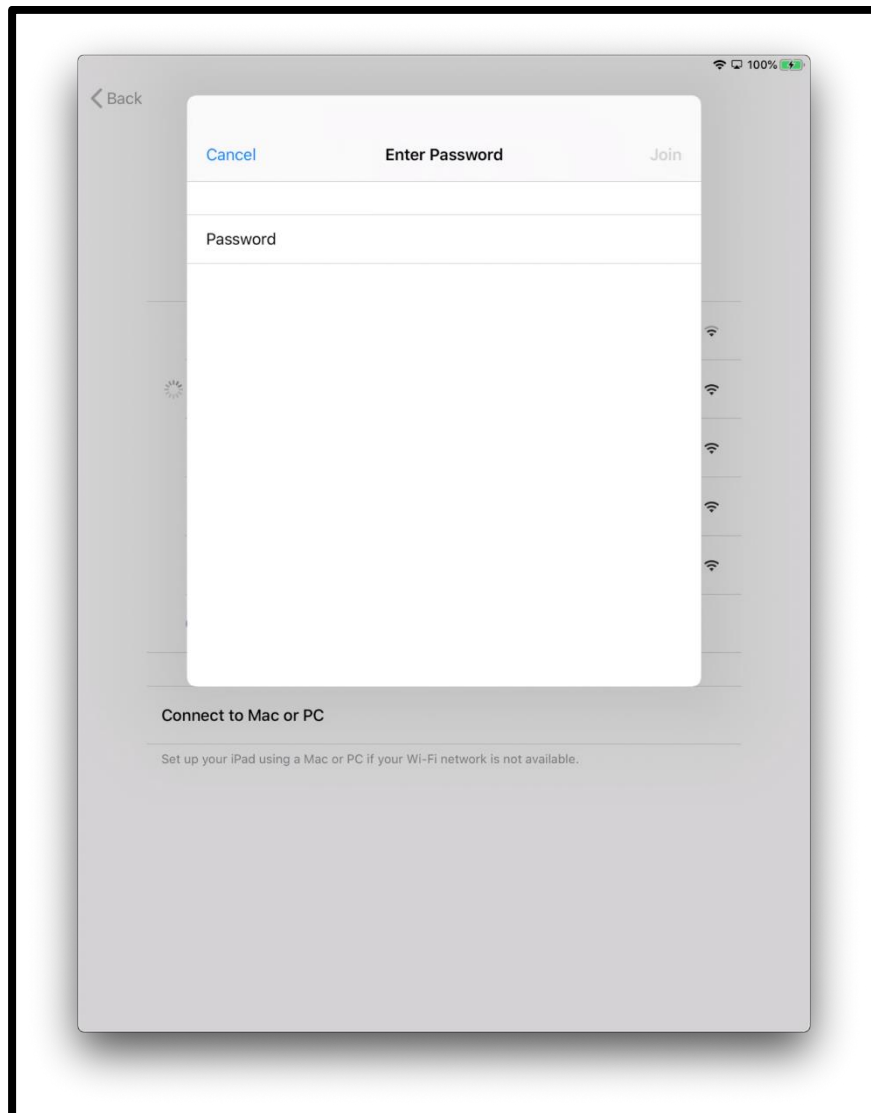 100%
Back
Cancel Enter Password Join
Password
Connect to Mac or PC
Set up your iPad using a Mac or PC if your Wi-Fi network is not available.